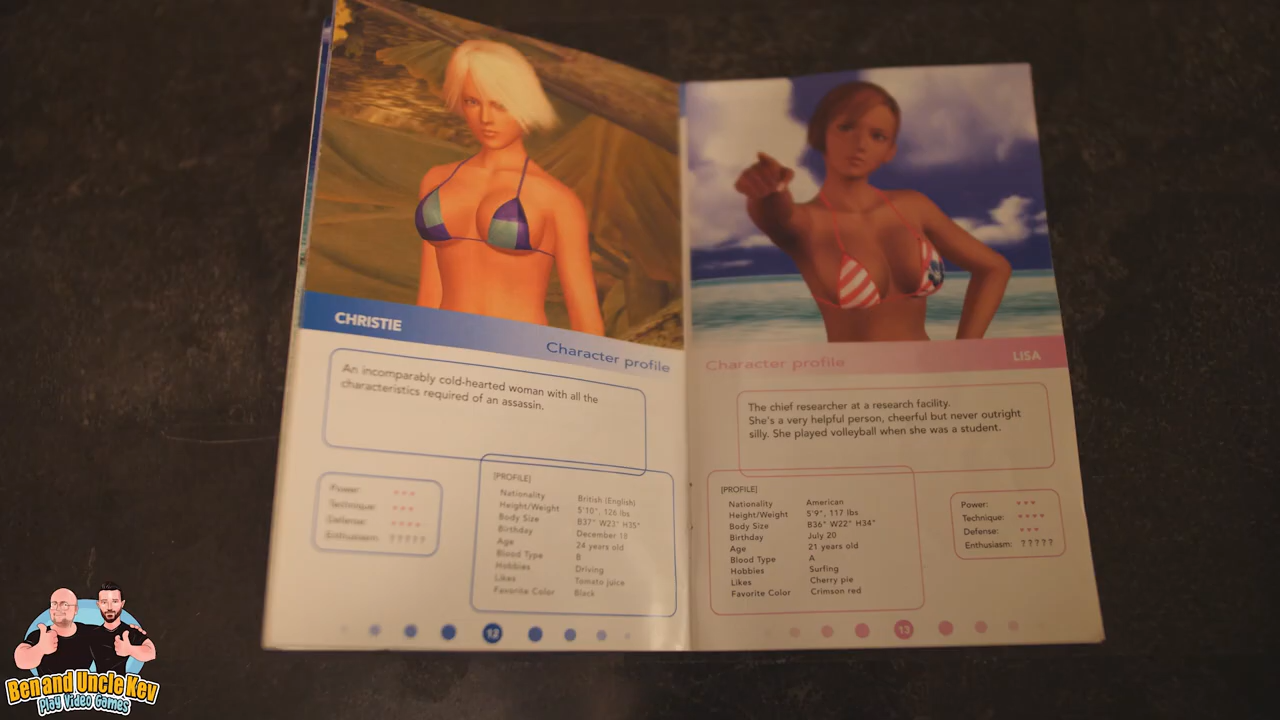 CHRISTIE
Character profile
An incomparably cold-hearted woman with all the
characteristics required of an assassin.
Power:
Technique:
Defense:
Enthusiasm: ?????
[PROFILE]
Nationality British (English)
Height/Weight 5'10", 126 lbs
Body Size B37" W23" H35"
Birthday December
Age 24 years old
Blood Type B
Hobbies Driving
Likes Tomato juice
Favorite Color Black
12
Character profile
LISA
The chief researcher at a research facility.
She's a very helpful person, cheerful but never outright
silly. She played volleyball when she was a student.
[PROFILE]
Nationality American
Height/Weight 5'9", 117 lbs
Body Size B36" W22" H34"
Birthday July 20
Age 21 years old
Blood Type A
Hobbies Surfing
Likes Cherry pie
Favorite Color Crimson red
Power:
Technique:
Defense:
Enthusiasm: ?????
13
Ben and Uncle Kev
Play Video Games